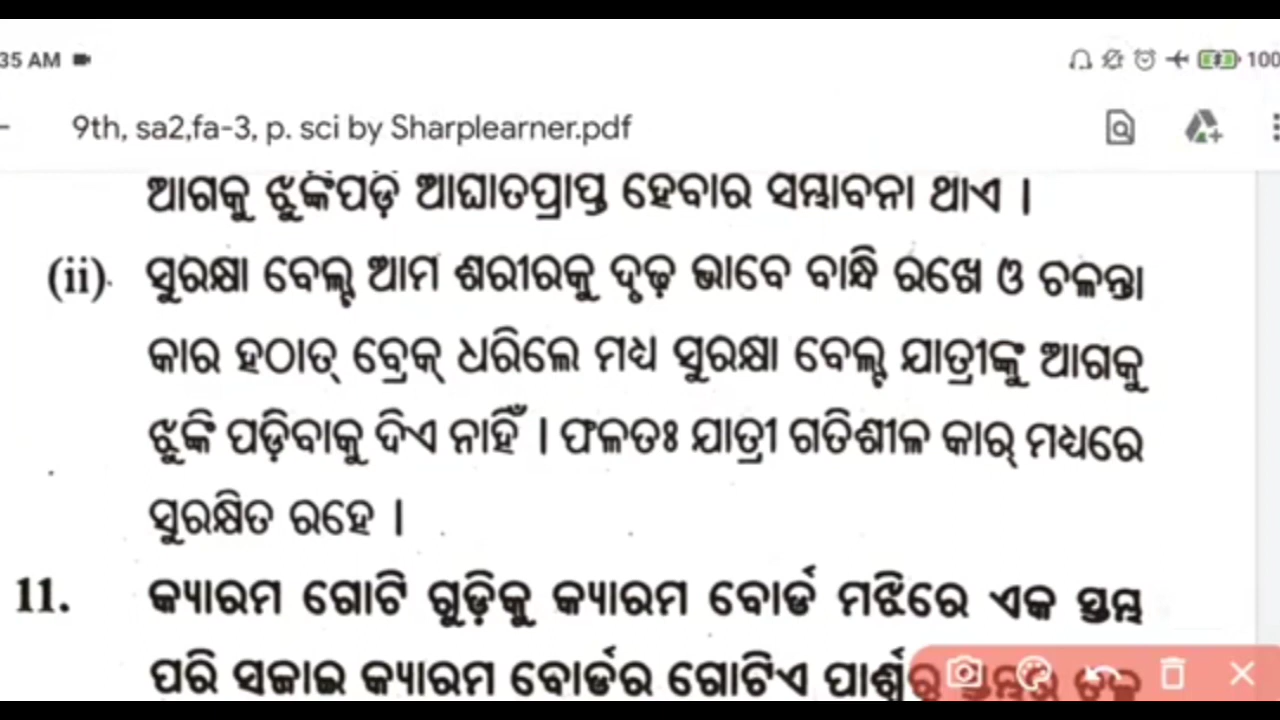 35 AM
100
9th, sa2,fa-3, p. sci by Sharplearner.pdf
ଆଗକୁ ଝୁଙ୍କିପଡ଼ି ଆଘାତପ୍ରାପ୍ତ ହେବାର ସମ୍ଭାବନା ଥାଏ ।
(ii). ସୁରକ୍ଷା ବେଲ୍ଟ ଆମ ଶରୀରକୁ ଦୃଢ଼ ଭାବେ ବାନ୍ଧି ରଖେ ଓ ଚଳନ୍ତା
କାର ହଠାତ୍ ବ୍ରେକ୍ ଧରିଲେ ମଧ୍ୟ ସୁରକ୍ଷା ବେଲ୍ଟ ଯାତ୍ରୀଙ୍କୁ ଆଗକୁ
ଝୁଙ୍କି ପଡ଼ିବାକୁ ଦିଏ ନାହିଁ । ଫଳତଃ ଯାତ୍ରୀ ଗତିଶୀଳ କାର୍ ମଧ୍ୟରେ
ସୁରକ୍ଷିତ ରହେ ।
11. କ୍ୟାରମ ଗୋଟି ଗୁଡ଼ିକୁ କ୍ୟାରମ ବୋର୍ଡ ମଝିରେ ଏକ ସ୍ତମ୍ଭ
ପରି ସଜାଇ କ୍ୟାରମ ବୋର୍ଡର ଗୋଟିଏ ପାର୍ଶ୍ୱରୁ